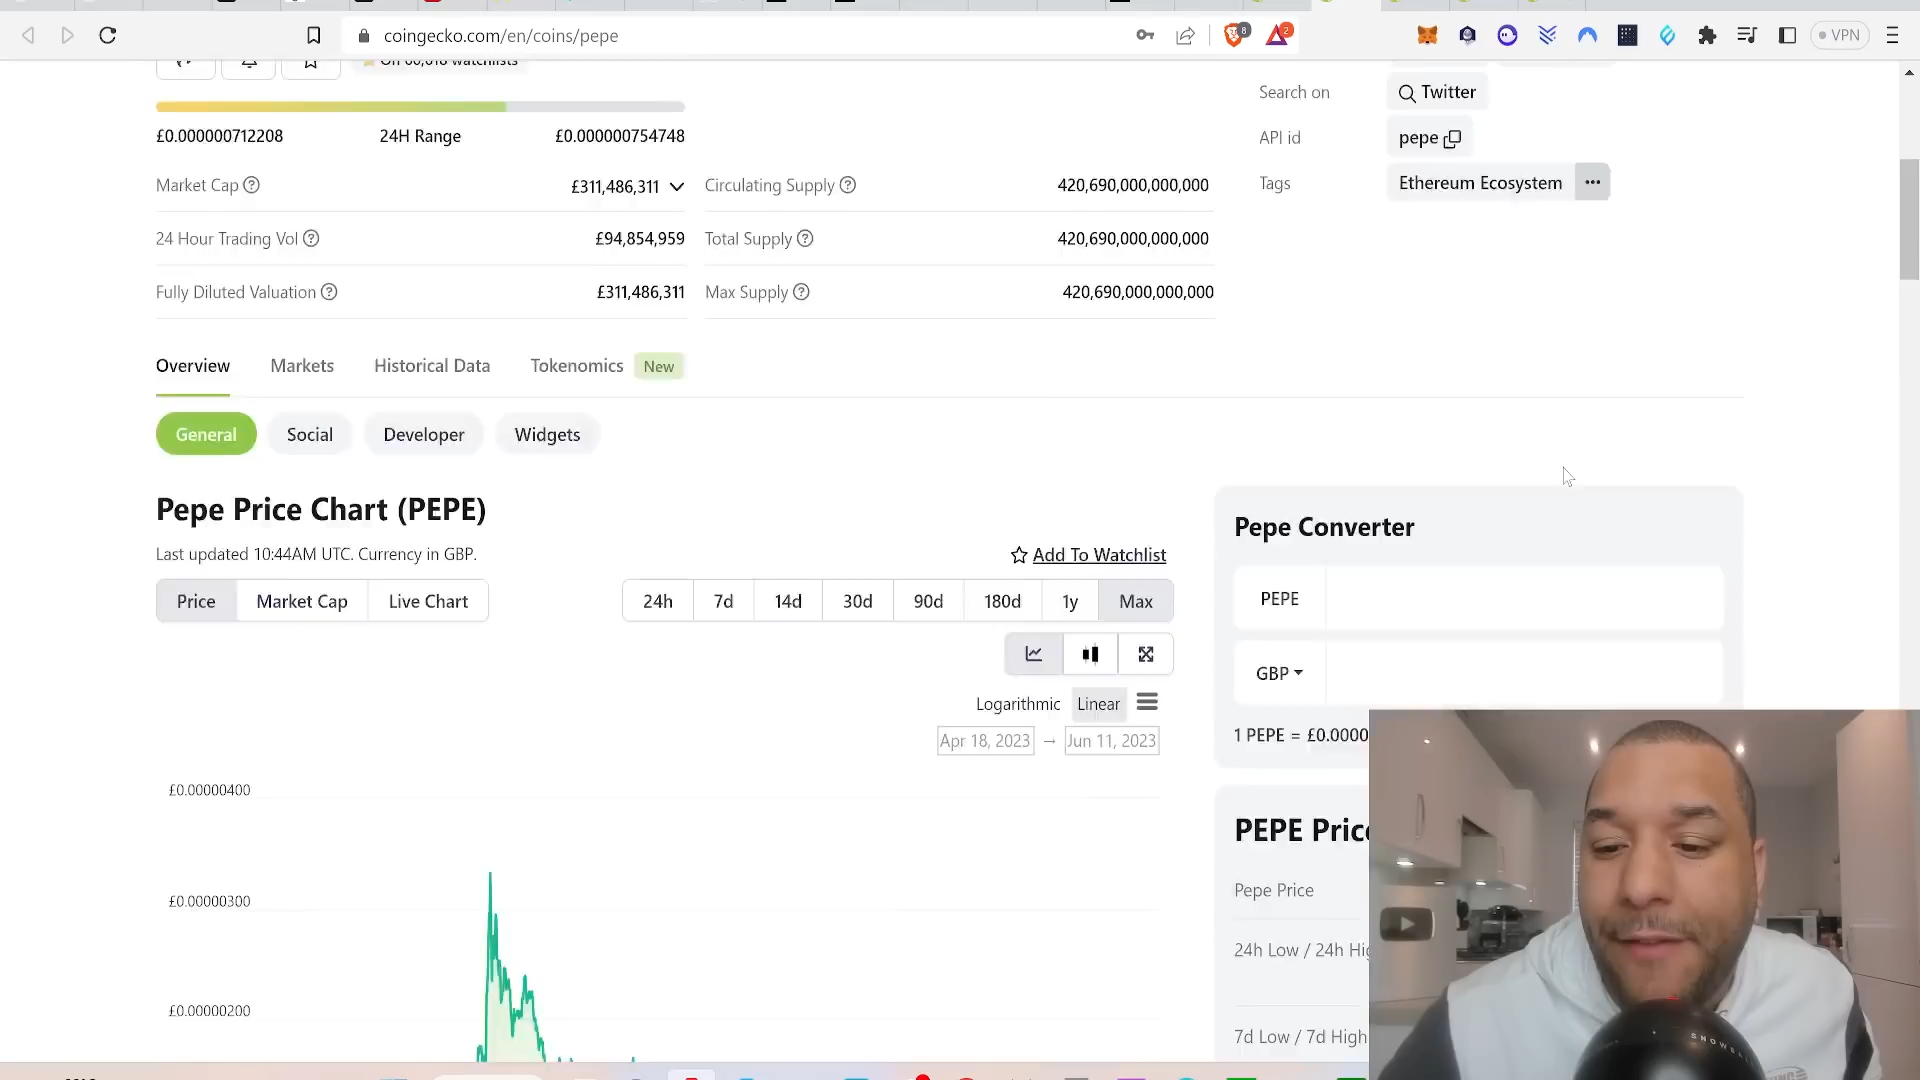 coingecko.com/en/coins/pepe
8
2
VPN
Search on
Twitter
£0.000000712208
24H Range
£0.000000754748
API id
pepe
Market Cap
£311,486,311
Circulating Supply
420,690,000,000,000
Tags
Ethereum Ecosystem
24 Hour Trading Vol
£94,854,959
Total Supply
420,690,000,000,000
Fully Diluted Valuation
£311,486,311
Max Supply
420,690,000,000,000
Overview
Markets
Historical Data
Tokenomics
New
General
Social
Developer
Widgets
Pepe Price Chart (PEPE)
Last updated 10:44AM UTC. Currency in GBP.
Add To Watchlist
Price
Market Cap
Live Chart
24h
7d
14d
30d
90d
180d
1y
Max
Logarithmic
Linear
Apr 18, 2023 → Jun 11, 2023
£0.00000400
£0.00000300
£0.00000200
Pepe Converter
PEPE
GBP
1 PEPE = £0.0000
PEPE Pric
Pepe Price
24h Low / 24h Hig
7d Low / 7d High